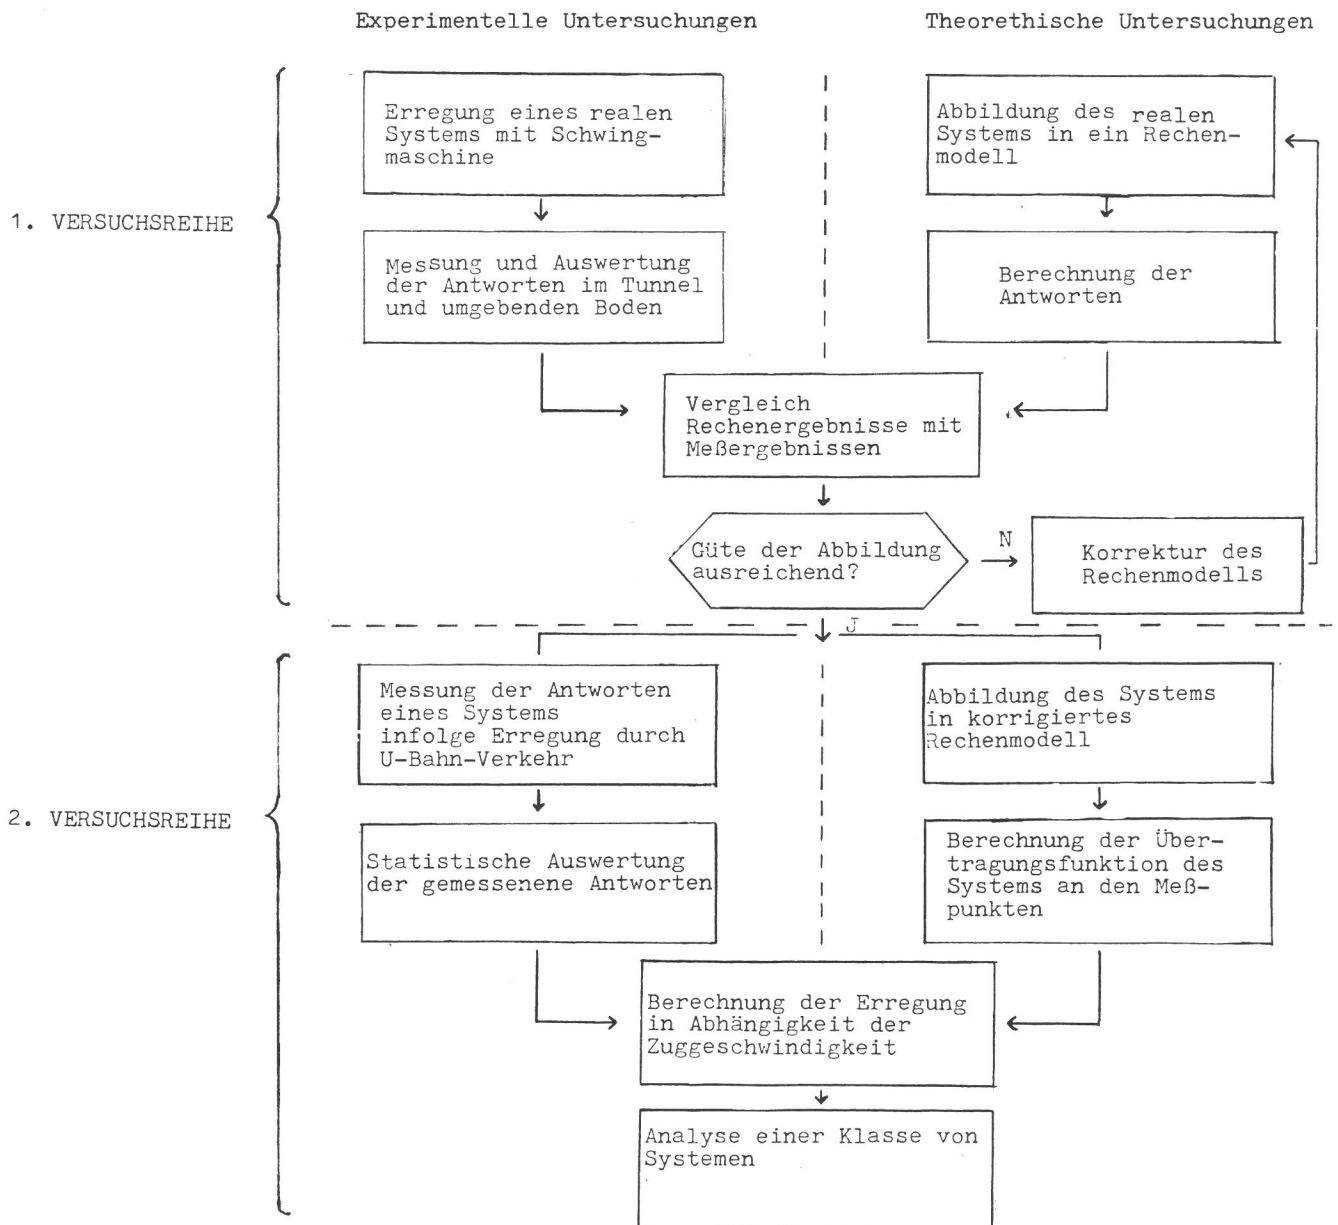 Experimentelle Untersuchungen
Theorethische Untersuchungen
1. VERSUCHSREIHE
Erregung eines realen
Systems mit Schwing-
maschine
Abbildung des realen
Systems in ein Rechen-
modell
Messung und Auswertung
der Antworten im Tunnel
und umgebenden Boden
Berechnung der
Antworten
Vergleich
Rechenergebnisse mit
Meßergebnissen
Güte der Abbildung
ausreichend?
N
Korrektur des
Rechenmodells
J
2. VERSUCHSREIHE
Messung der Antworten
eines Systems
infolge Erregung durch
U-Bahn-Verkehr
Abbildung des Systems
in korrigiertes
Rechenmodell
Statistische Auswertung
der gemessenene Antworten
Berechnung der Über-
tragungsfunktion des
Systems an den Meß-
punkten
Berechnung der Erregung
in Abhängigkeit der
Zuggeschwindigkeit
Analyse einer Klasse von
Systemen